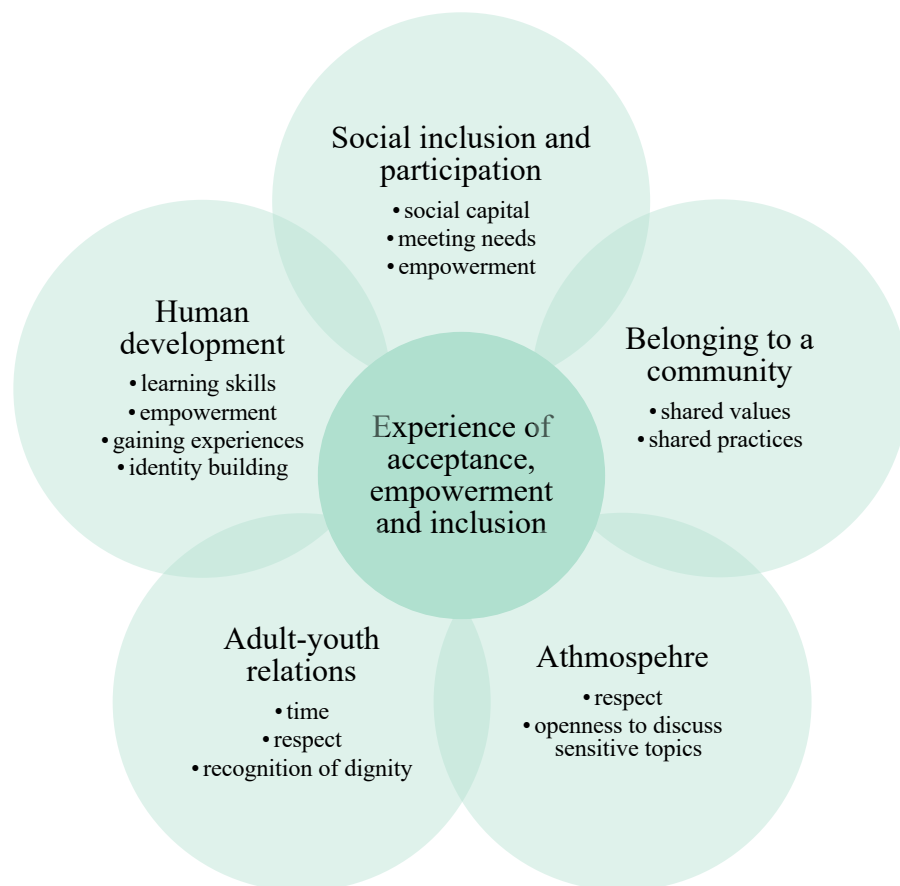 Social inclusion and
participation
• social capital
• meeting needs
• empowerment
Human
development
• learning skills
• empowerment
• gaining experiences
• identity building
Belonging to a
community
• shared values
• shared practices
Experience of
acceptance,
empowerment
and inclusion
Adult-youth
relations
• time
• respect
• recognition of dignity
Athmospehre
• respect
• openness to discuss
sensitive topics